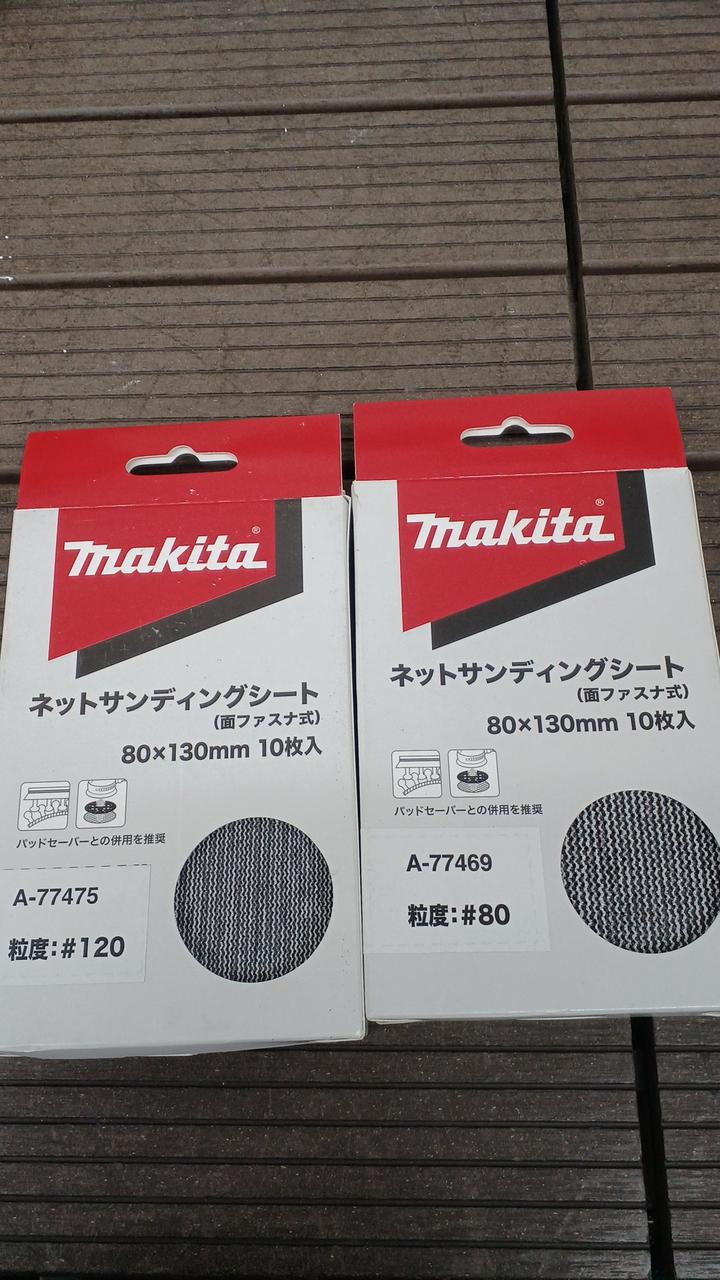 makita®
ネットサンディングシート
(面ファスナ式)
80×130mm 10枚入
パッドセーバーとの併用を推奨
A-77475
粒度:#120
makita®
ネットサンディングシート
(面ファスナ式)
80×130mm 10枚入
パッドセーバーとの併用を推奨
A-77469
粒度:#80